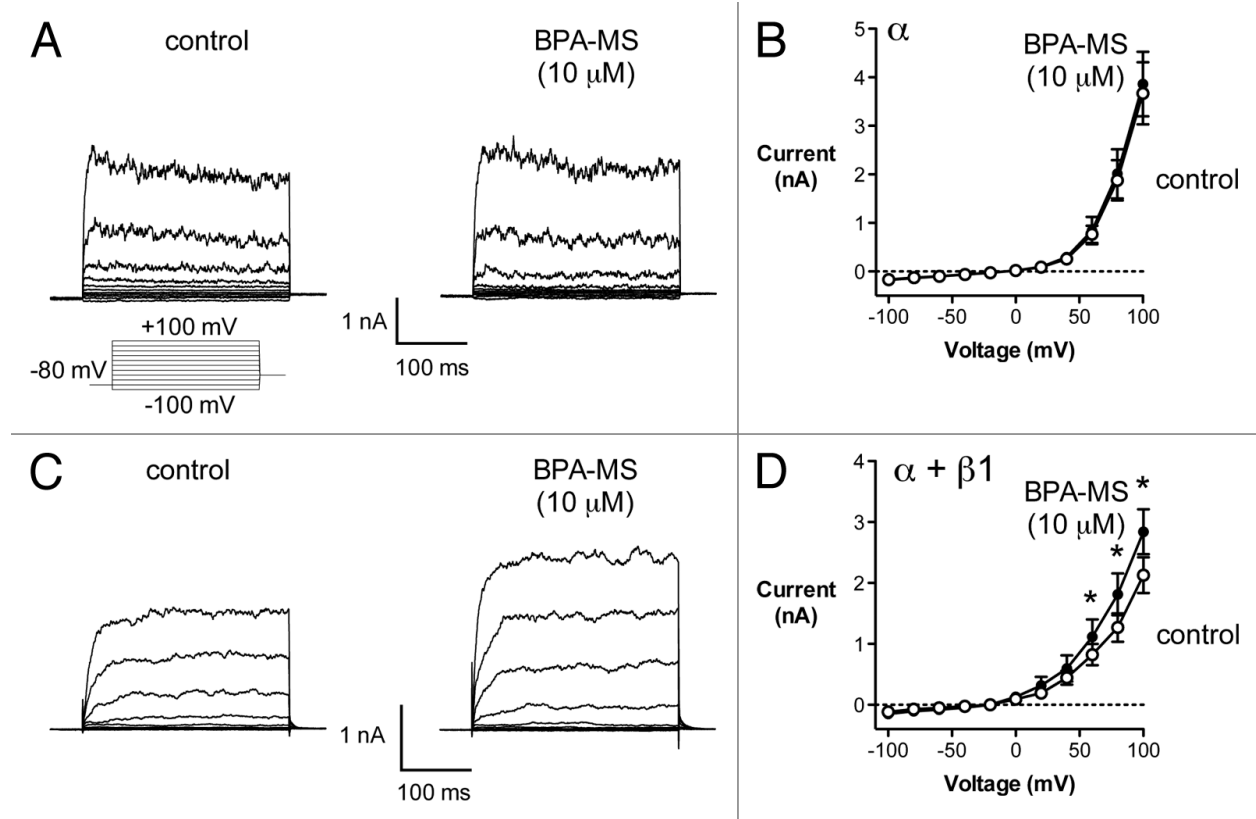 A
control
BPA-MS
(10 μM)
+100 mV
-80 mV
-100 mV
1 nA
100 ms
B
α
BPA-MS
(10 μM)
control
Current
(nA)
5
4
3
2
1
0
-100
-50
0
50
100
Voltage (mV)
C
control
BPA-MS
(10 μM)
1 nA
100 ms
D
α + β1
BPA-MS
(10 μM)
*
*
*
control
Current
(nA)
4
3
2
1
0
-100
-50
0
50
100
Voltage (mV)